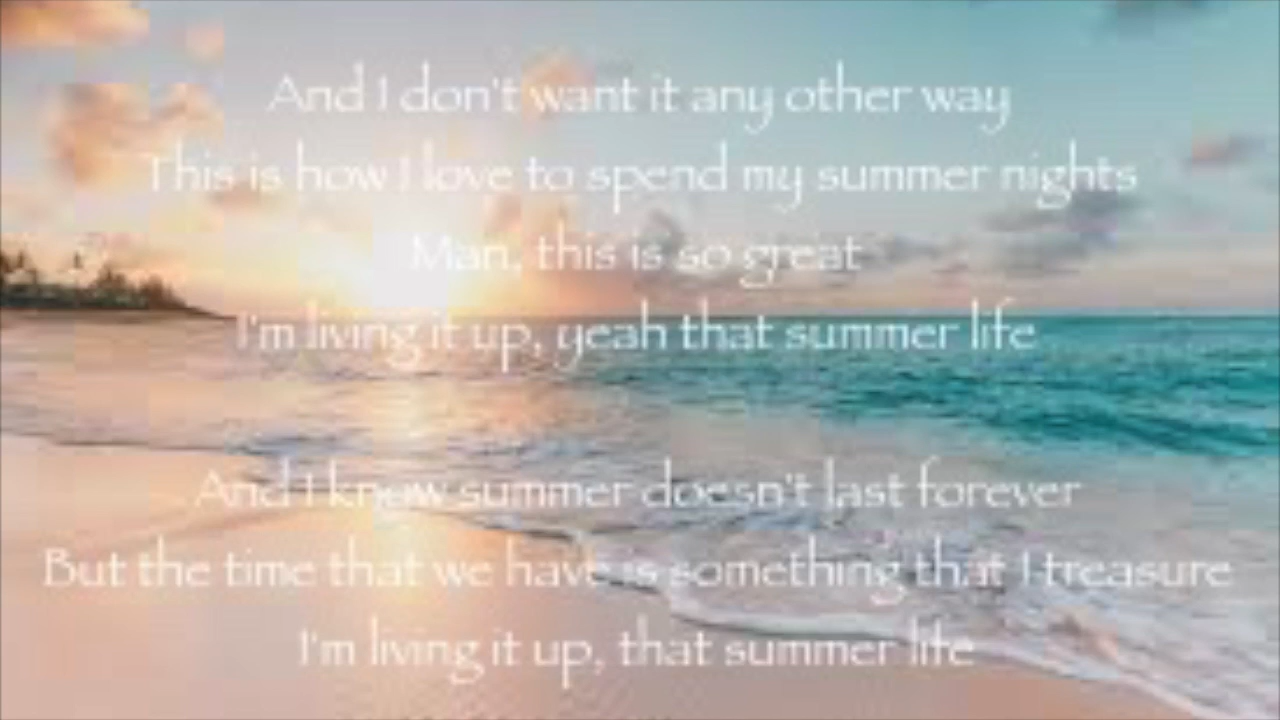 And I don't want it any other way
This is how I love to spend my summer nights
Man, this is so great
I'm living it up, yeah that summer life
And I know summer doesn't last forever
But the time that we have is something that I treasure
I'm living it up, that summer life